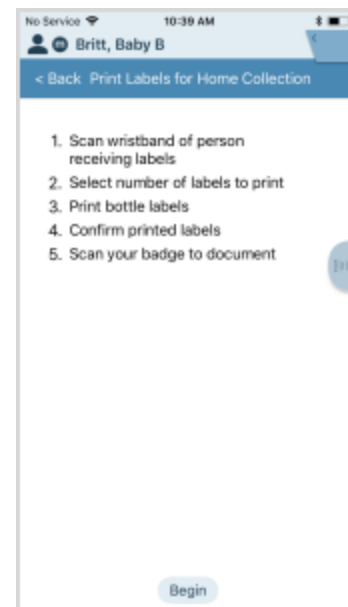 No Service 10:39 AM
Britt, Baby B
< Back Print Labels for Home Collection
1. Scan wristband of person
receiving labels
2. Select number of labels to print
3. Print bottle labels
4. Confirm printed labels
5. Scan your badge to document
Begin